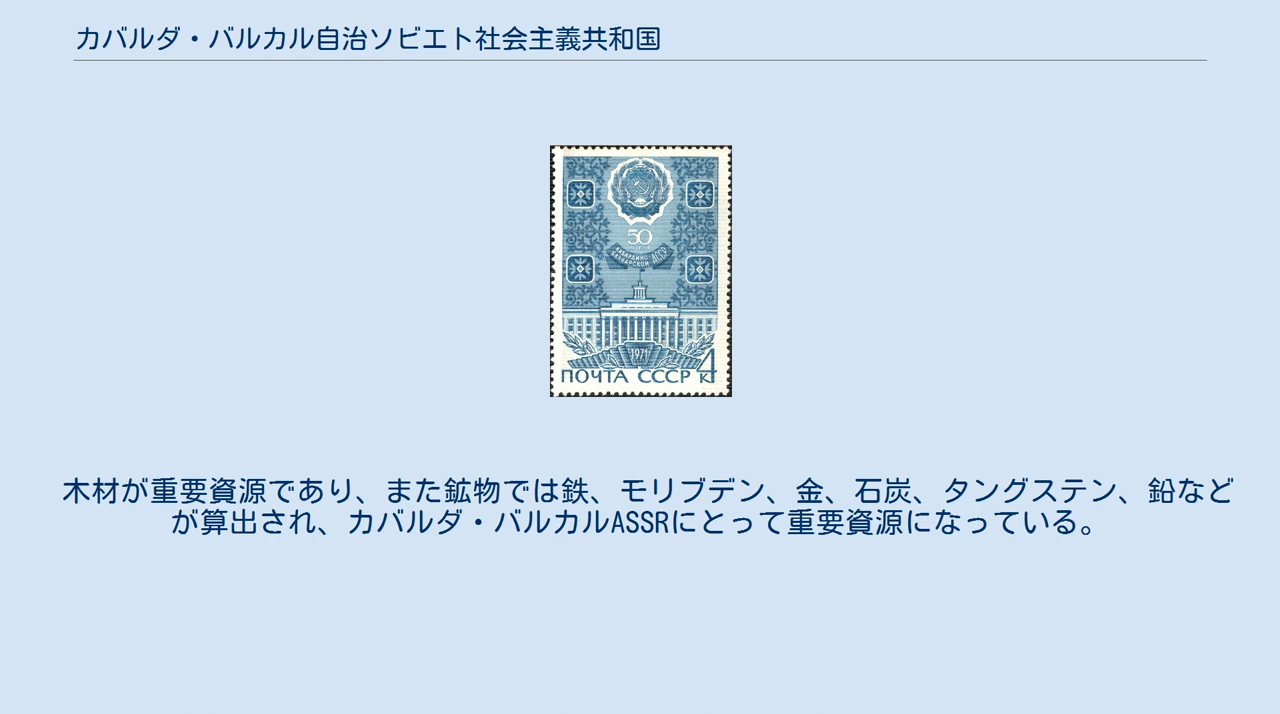 カバルダ・バルカル自治ソビエト社会主義共和国
50
КАБАРДИНО-
БАЛКАРСКОЙ АССР
1971
4
ПОЧТА СССР к
木材が重要資源であり、また鉱物では鉄、モリブデン、金、石炭、タングステン、鉛など
が算出され、カバルダ・バルカルASSRにとって重要資源になっている。